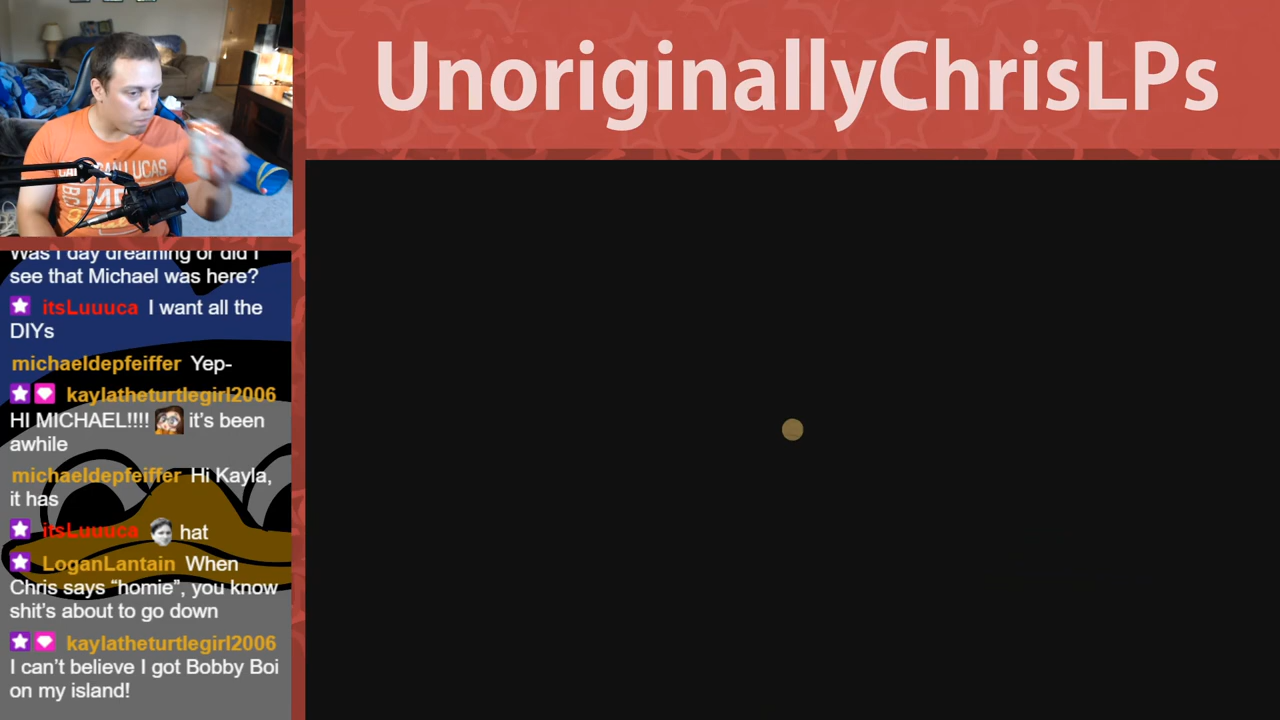 UnoriginallyChrisLPs
LUCAS
Was I day dreaming or did I
see that Michael was here?
itsLuuuca I want all the
DIYs
michaeldepfeiffer Yep-
kaylatheturtlegirl2006
HI MICHAEL!!!! it's been
awhile
michaeldepfeiffer Hi Kayla,
it has
itsLuuuca hat
LoganLantain When
Chris says “homie”, you know
shit's about to go down
kaylatheturtlegirl2006
I can't believe I got Bobby Boi
on my island!